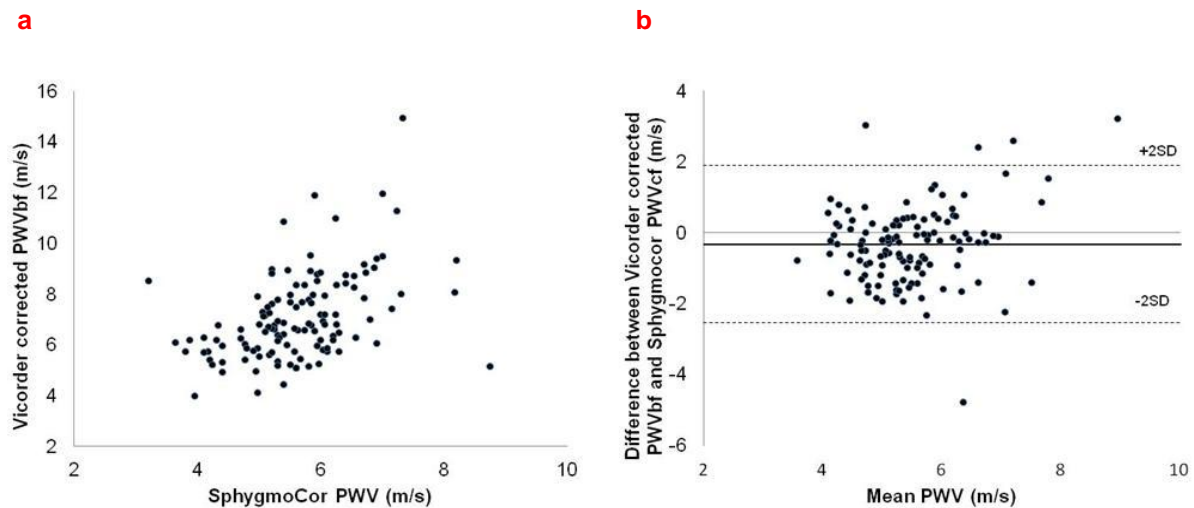 a
b
Vicorder corrected PWVbf (m/s)
16
14
12
10
8
6
4
2
2
4
6
8
10
SphygmoCor PWV (m/s)
Difference between Vicorder corrected
PWVbf and Sphygmocor PWVcf (m/s)
4
2
0
-2
-4
-6
+2SD
-2SD
2
4
6
8
10
Mean PWV (m/s)